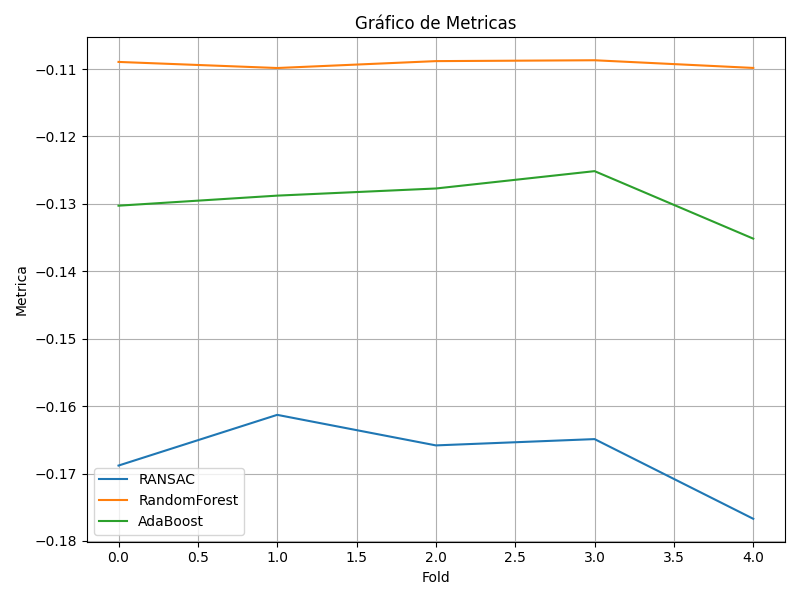 Gráfico de Metricas
Metrica
−0.11
−0.12
−0.13
−0.14
−0.15
−0.16
−0.17
−0.18
RANSAC
RandomForest
AdaBoost
0.0 0.5 1.0 1.5 2.0 2.5 3.0 3.5 4.0
Fold